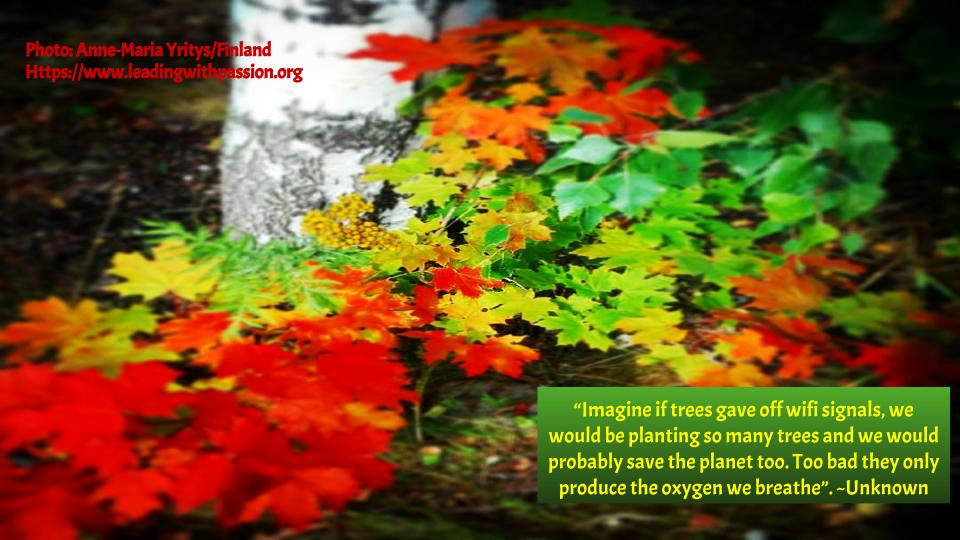 Photo: Anne-Maria Yritys/Finland
Https://www.leadingwithpassion.org
“Imagine if trees gave off wifi signals, we
would be planting so many trees and we would
probably save the planet too. Too bad they only
produce the oxygen we breathe”. ~Unknown